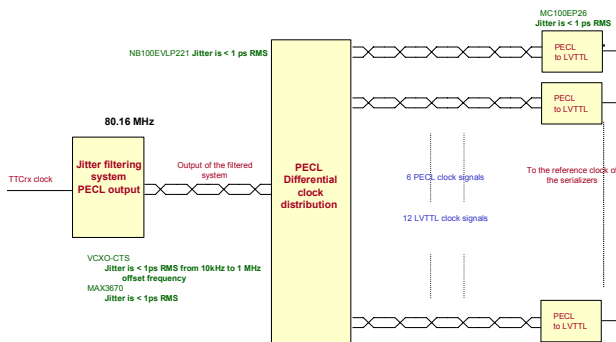 MC100EP26
Jitter is < 1 ps RMS
NB100EVLP221 Jitter is < 1 ps RMS
PECL
to LVTTL
PECL
to LVTTL
80.16 MHz
Jitter filtering
system
PECL output
TTCrx clock
Output of the filtered
system
PECL
Differential
clock
distribution
6 PECL clock signals
12 LVTTL clock signals
To the reference clock of
the serializers
VCXO-CTS
Jitter is < 1ps RMS from 10kHz to 1 MHz
offset frequency
MAX3670
Jitter is < 1ps RMS
PECL
to LVTTL